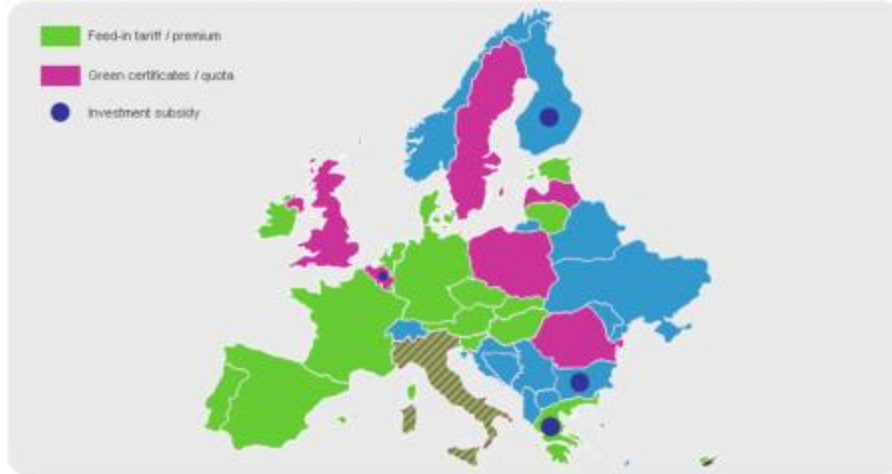 Feed-in tariff / premium
Green certificates / quota
Investment subsidy